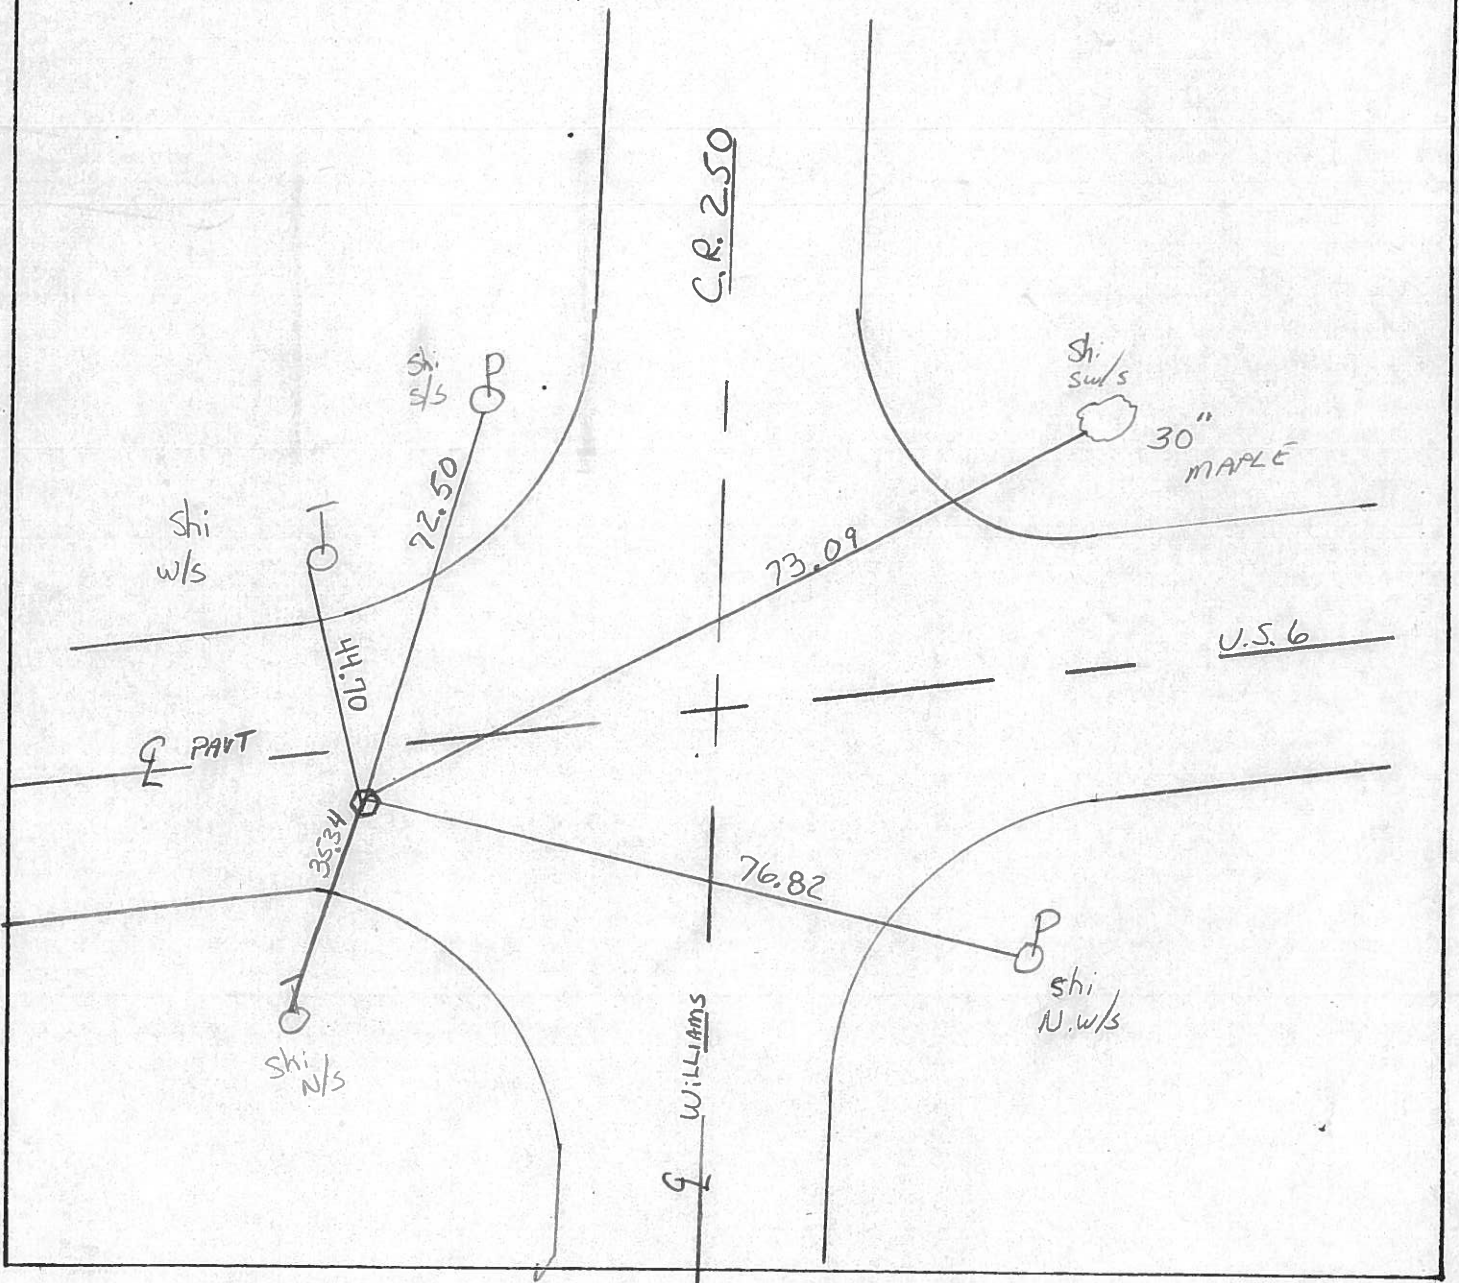 C.R. 250
Shi
s/s
P
Shi
sw/s
30"
MAPLE
72.50
Shi
w/s
T
73.09
44.70
U.S. 6
℄ PAVT
35.34
76.82
P
Shi
N.w/s
T
Shi
N/s
℄ WILLIAMS